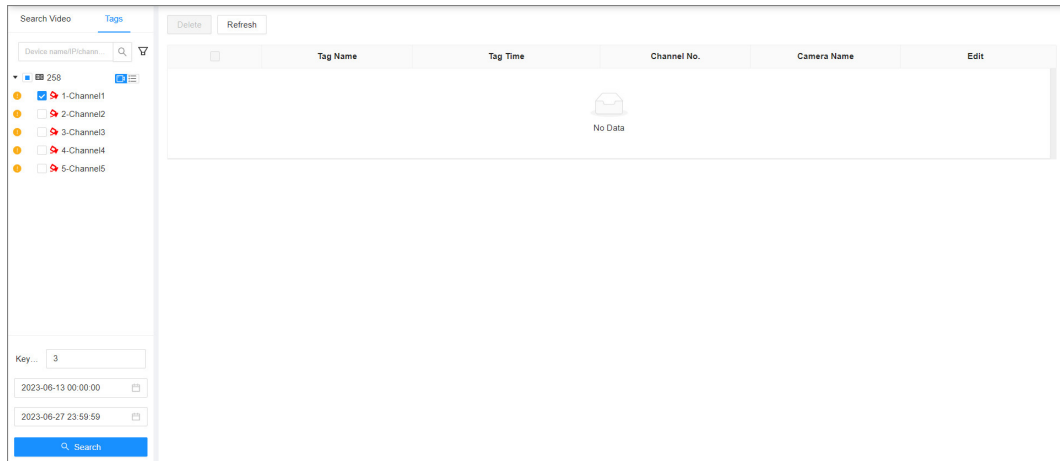 Search Video Tags
Delete Refresh
Device name/IP/chann...
Tag Name Tag Time Channel No. Camera Name Edit
258
1-Channel1
2-Channel2
3-Channel3
4-Channel4
5-Channel5
No Data
Key... 3
2023-06-13 00:00:00
2023-06-27 23:59:59
Search